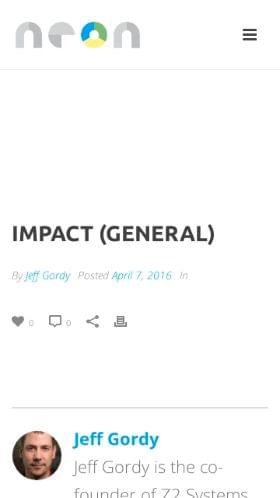 neon
IMPACT (GENERAL)
By Jeff Gordy Posted April 7, 2016 In
0 0
Jeff Gordy
Jeff Gordy is the co-
founder of Z2 Systems